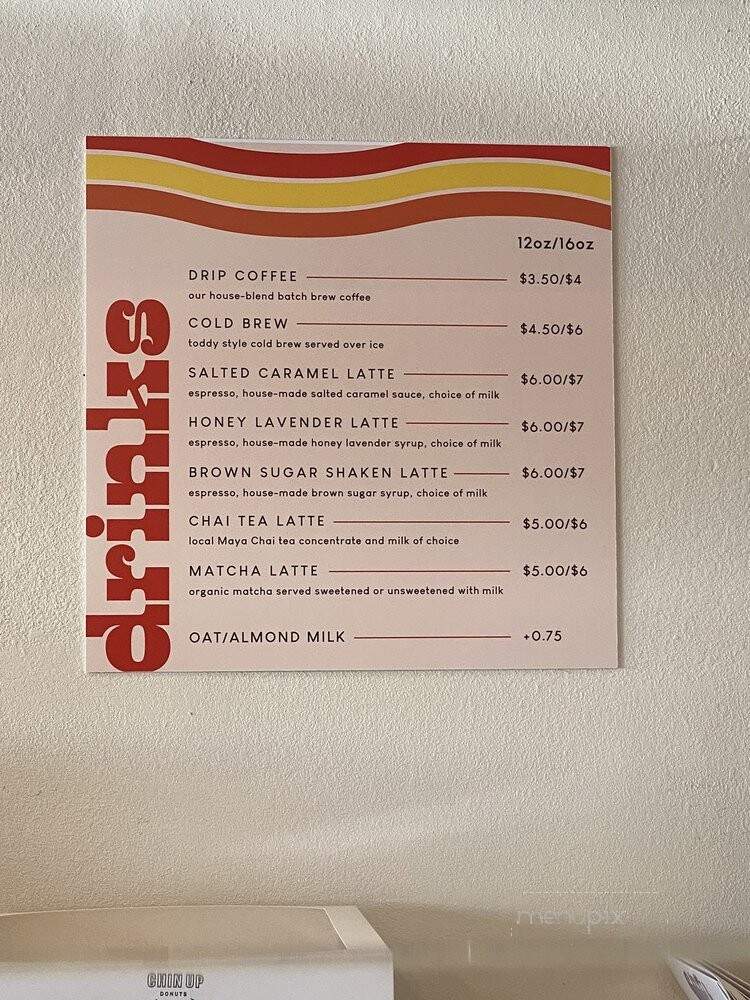 drinks
12oz/16oz
DRIP COFFEE $3.50/$4
our house-blend batch brew coffee
COLD BREW $4.50/$6
toddy style cold brew served over ice
SALTED CARAMEL LATTE $6.00/$7
espresso, house-made salted caramel sauce, choice of milk
HONEY LAVENDER LATTE $6.00/$7
espresso, house-made honey lavender syrup, choice of milk
BROWN SUGAR SHAKEN LATTE $6.00/$7
espresso, house-made brown sugar syrup, choice of milk
CHAI TEA LATTE $5.00/$6
local Maya Chai tea concentrate and milk of choice
MATCHA LATTE $5.00/$6
organic matcha served sweetened or unsweetened with milk
OAT/ALMOND MILK +0.75
menupix
CHIN UP
DONUTS